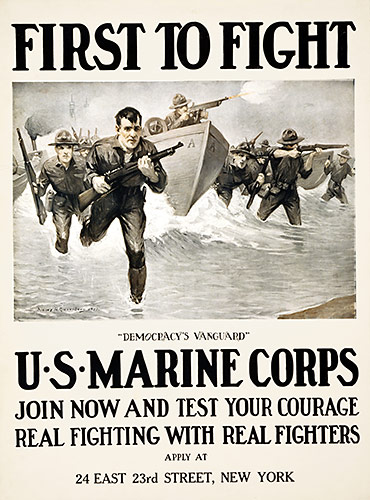 FIRST TO FIGHT
A A
"DEMOCRACY'S VANGUARD"
U·S·MARINE CORPS
JOIN NOW AND TEST YOUR COURAGE
REAL FIGHTING WITH REAL FIGHTERS
APPLY AT
24 EAST 23rd STREET, NEW YORK